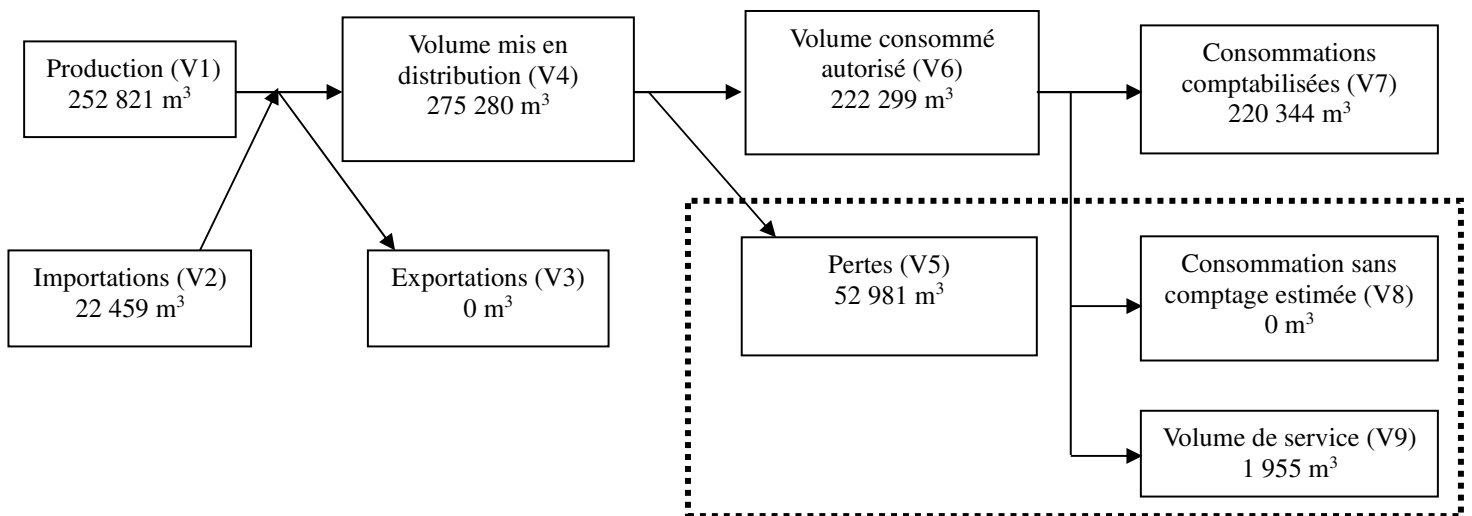 Production (V1)
252 821 m³
Volume mis en
distribution (V4)
275 280 m³
Volume consommé
autorisé (V6)
222 299 m³
Consommations
comptabilisées (V7)
220 344 m³
Importations (V2)
22 459 m³
Exportations (V3)
0 m³
Pertes (V5)
52 981 m³
Consommation sans
comptage estimée (V8)
0 m³
Volume de service (V9)
1 955 m³